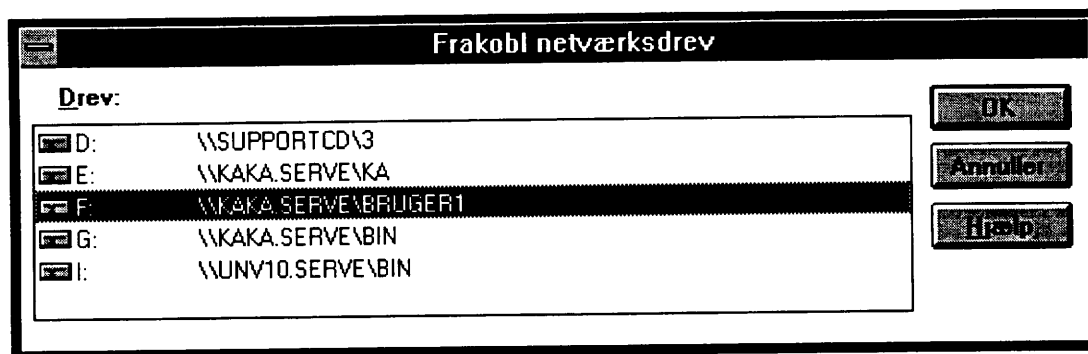 Frakobl netværksdrev
Drev:
D: \\SUPPORTCD\3
E: \\KAKA.SERVE\KA
F: \\KAKA.SERVE\BRUGER1
G: \\KAKA.SERVE\BIN
I: \\UNV10.SERVE\BIN
OK
Annuller
Hjælp...